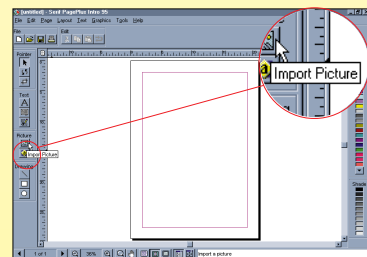 [untitled] - Serif PagePlus Intro 95
File Edit Page Layout Text Graphics Tools Help
File
Edit
Pointer
Text
Picture
Import Picture
Drawing
Import Picture
Shade
1 of 1
36%
Import a picture